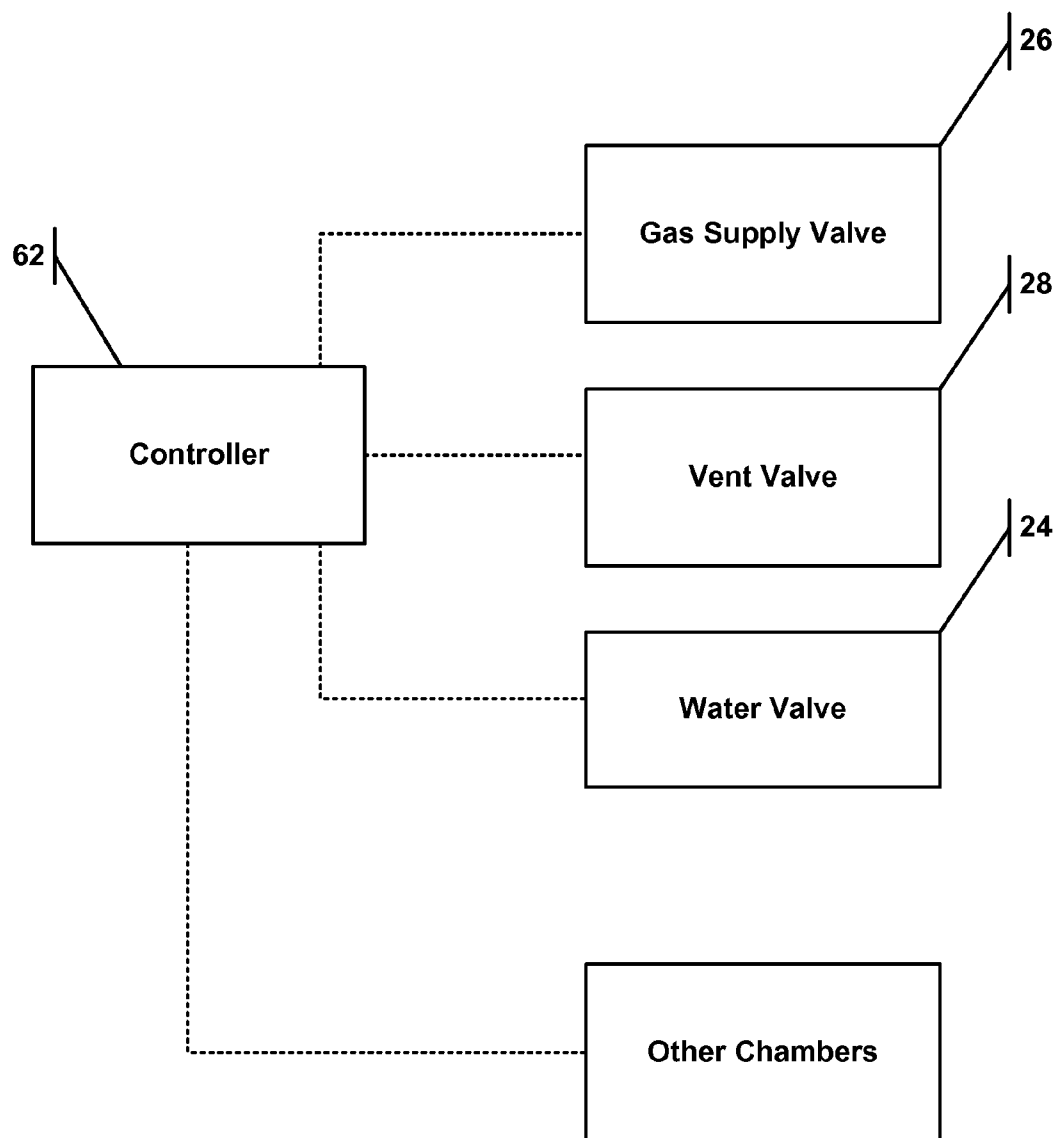 26
Gas Supply Valve
62
28
Controller
Vent Valve
24
Water Valve
Other Chambers